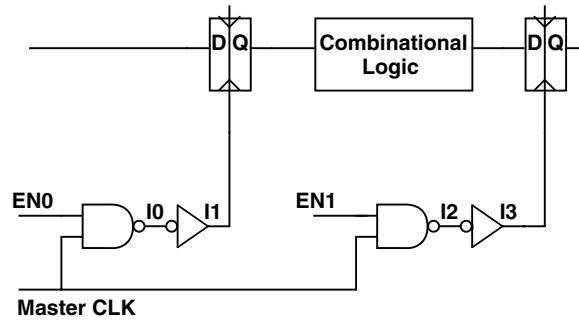 D Q
Combinational
Logic
D Q
EN0
I0
I1
EN1
I2
I3
Master CLK